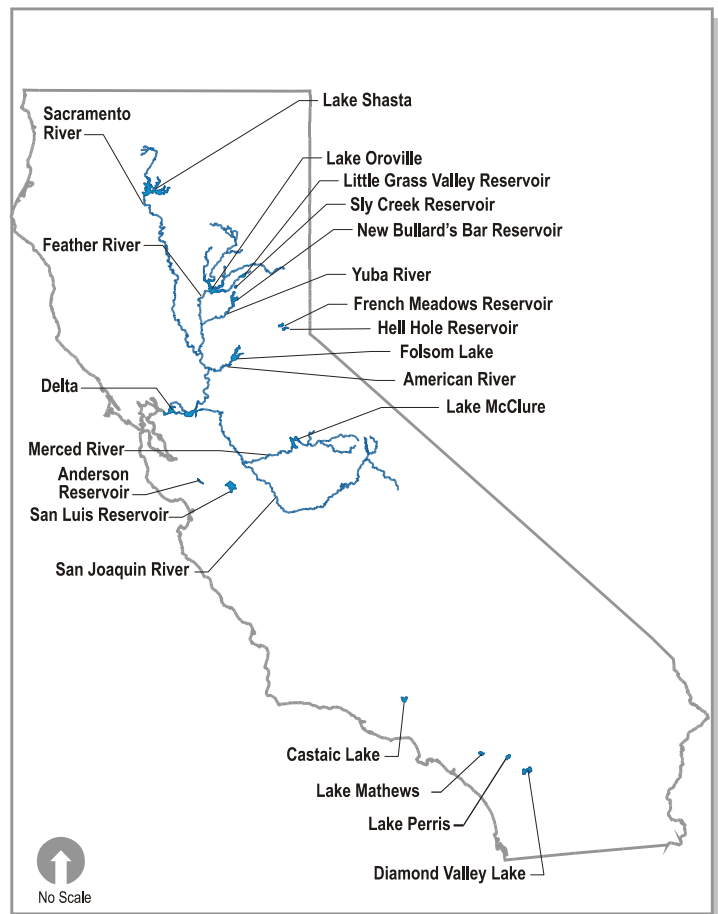 Lake Shasta
Sacramento
River
Lake Oroville
Little Grass Valley Reservoir
Sly Creek Reservoir
New Bullard's Bar Reservoir
Feather River
Yuba River
French Meadows Reservoir
Hell Hole Reservoir
Folsom Lake
American River
Delta
Lake McClure
Merced River
Anderson
Reservoir
San Luis Reservoir
San Joaquin River
Castaic Lake
Lake Mathews
Lake Perris
Diamond Valley Lake
No Scale